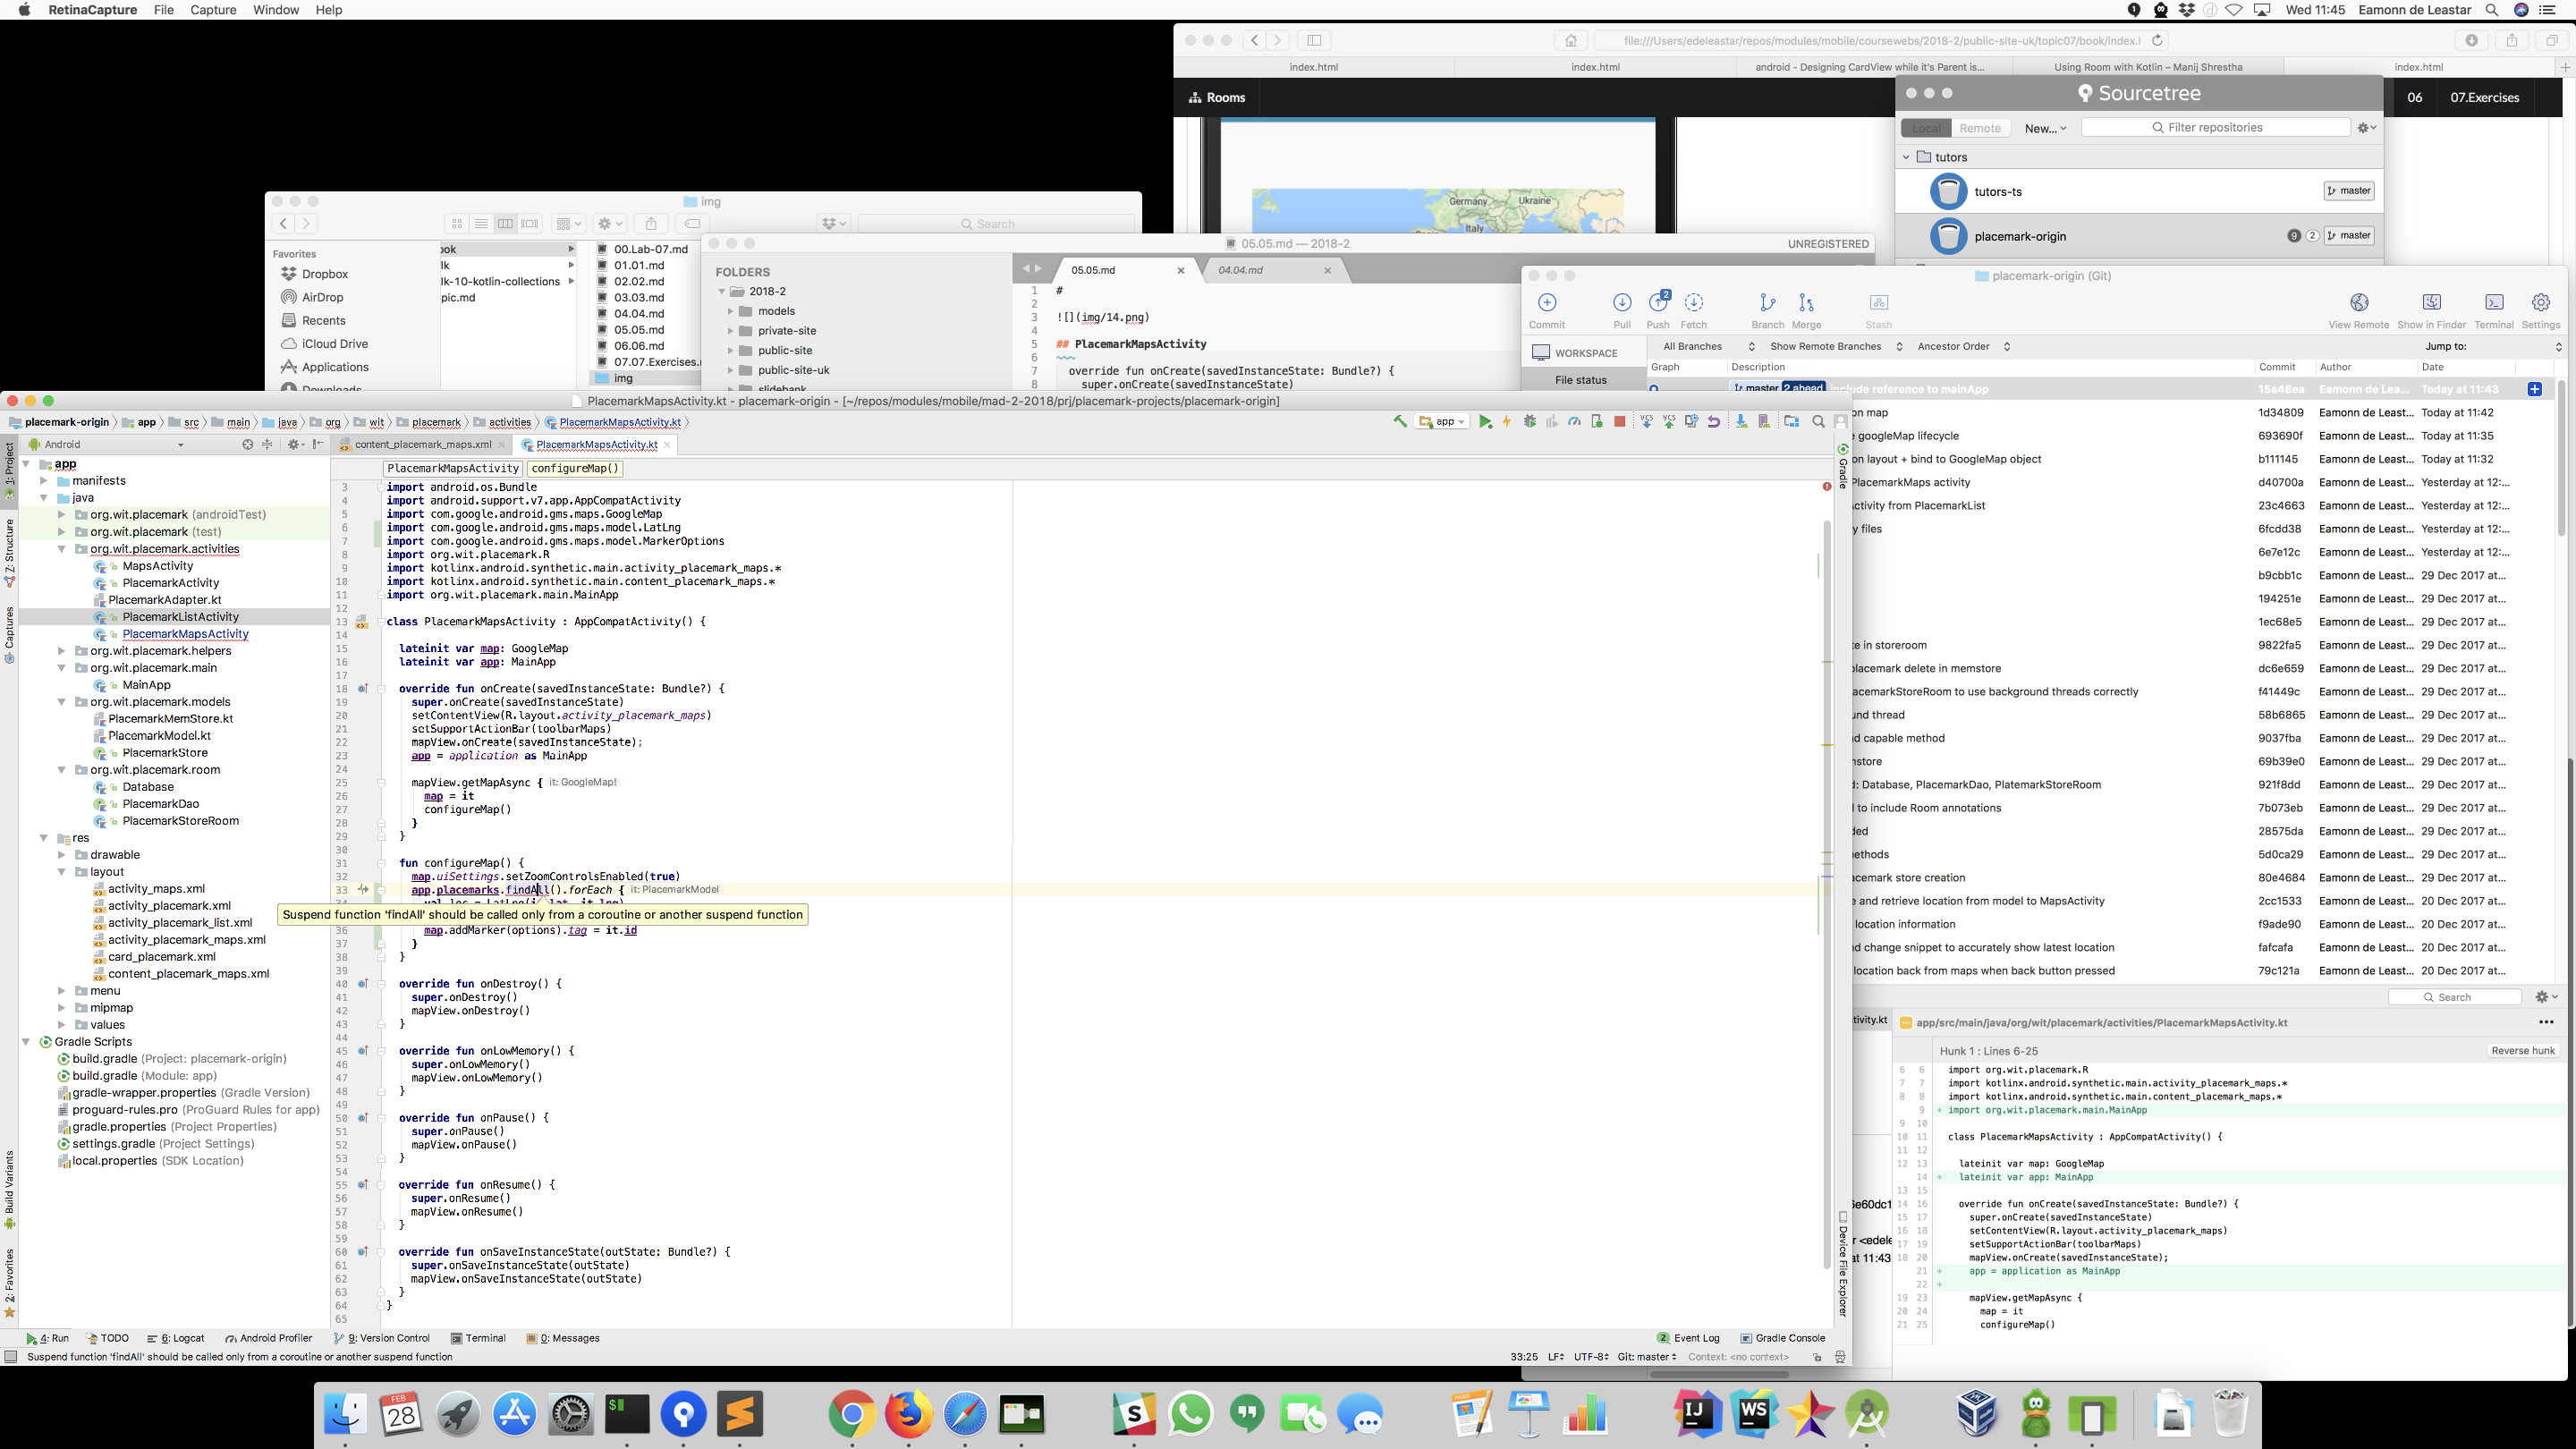 RetinaCapture File Capture Window Help
Wed 11:45 Eamonn de Leastar
file:///Users/edeleastar/repos/modules/mobile/coursewebs/2018-2/public-site-uk/topic07/book/index.l
index.html index.html android - Designing CardView while it's Parent is... Using Room with Kotlin – Manij Shrestha index.html
Rooms
06 07.Exercises
Germany Ukraine
Italy
Sourcetree
Local Remote New... Filter repositories
tutors
tutors-ts master
placemark-origin 9 2 master
img
Search
Favorites
Dropbox
AirDrop
Recents
iCloud Drive
Applications
Downloads
ook
lk
lk-10-kotlin-collections
pic.md
00.Lab-07.md
01.01.md
02.02.md
03.03.md
04.04.md
05.05.md
06.06.md
07.07.Exercises.
img
05.05.md — 2018-2
UNREGISTERED
FOLDERS
2018-2
models
private-site
public-site
public-site-uk
slidebank
05.05.md 04.04.md
1 #
2
3 ![](img/14.png)
4
5 ## PlacemarkMapsActivity
6 ~~~
7 override fun onCreate(savedInstanceState: Bundle?) {
8 super.onCreate(savedInstanceState)
placemark-origin (Git)
Commit Pull 2 Push Fetch Branch Merge Stash View Remote Show in Finder Terminal Settings
WORKSPACE
File status
All Branches Show Remote Branches Ancestor Order Jump to:
Graph Description Commit Author Date
master 2 ahead Include reference to mainApp 15a48ea Eamonn de Lea... Today at 11:43
on map 1d34809 Eamonn de Least... Today at 11:42
e googleMap lifecycle 693690f Eamonn de Least... Today at 11:35
on layout + bind to GoogleMap object b111145 Eamonn de Least... Today at 11:32
PlacemarkMaps activity d40700a Eamonn de Least... Yesterday at 12:...
ctivity from PlacemarkList 23c4663 Eamonn de Least... Yesterday at 12:...
y files 6fcdd38 Eamonn de Least... Yesterday at 12:...
6e7e12c Eamonn de Least... Yesterday at 12:...
b9cbb1c Eamonn de Least... 29 Dec 2017 at...
194251e Eamonn de Least... 29 Dec 2017 at...
1ec68e5 Eamonn de Least... 29 Dec 2017 at...
te in storeroom 9822fa5 Eamonn de Least... 29 Dec 2017 at...
placemark delete in memstore dc6e659 Eamonn de Least... 29 Dec 2017 at...
acemarkStoreRoom to use background threads correctly f41449c Eamonn de Least... 29 Dec 2017 at...
und thread 58b6865 Eamonn de Least... 29 Dec 2017 at...
nd capable method 9037fba Eamonn de Least... 29 Dec 2017 at...
nstore 69b39e0 Eamonn de Least... 29 Dec 2017 at...
d: Database, PlacemarkDao, PlatemarkStoreRoom 921f8dd Eamonn de Least... 29 Dec 2017 at...
l to include Room annotations 7b073eb Eamonn de Least... 29 Dec 2017 at...
ded 28575da Eamonn de Least... 29 Dec 2017 at...
nethods 5d0ca29 Eamonn de Least... 29 Dec 2017 at...
acemark store creation 80e4684 Eamonn de Least... 29 Dec 2017 at...
e and retrieve location from model to MapsActivity 2cc1533 Eamonn de Least... 20 Dec 2017 at...
location information f9ade90 Eamonn de Least... 20 Dec 2017 at...
nd change snippet to accurately show latest location fafcafa Eamonn de Least... 20 Dec 2017 at...
location back from maps when back button pressed 79c121a Eamonn de Least... 20 Dec 2017 at...
Search
tivity.kt
app/src/main/java/org/wit/placemark/activities/PlacemarkMapsActivity.kt
Hunk 1 : Lines 6-25 Reverse hunk
6 6 import org.wit.placemark.R
7 7 import kotlinx.android.synthetic.main.activity_placemark_maps.*
8 8 import kotlinx.android.synthetic.main.content_placemark_maps.*
9 + import org.wit.placemark.main.MainApp
9 10
10 11 class PlacemarkMapsActivity : AppCompatActivity() {
11 12
12 13 lateinit var map: GoogleMap
14 + lateinit var app: MainApp
13 15
14 16 override fun onCreate(savedInstanceState: Bundle?) {
15 17 super.onCreate(savedInstanceState)
16 18 setContentView(R.layout.activity_placemark_maps)
17 19 setSupportActionBar(toolbarMaps)
18 20 mapView.onCreate(savedInstanceState);
21 + app = application as MainApp
22 +
19 23 mapView.getMapAsync {
20 24 map = it
21 25 configureMap()
6e60dc1
r <edele
at 11:43
PlacemarkMapsActivity.kt - placemark-origin - [~/repos/modules/mobile/mad-2-2018/prj/placemark-projects/placemark-origin]
placemark-origin app src main java org wit placemark activities PlacemarkMapsActivity.kt
app
Android
content_placemark_maps.xml PlacemarkMapsActivity.kt
PlacemarkMapsActivity configureMap()
1: Project
Z: Structure
Captures
Build Variants
2: Favorites
Gradle
Device File Explorer
app
manifests
java
org.wit.placemark (androidTest)
org.wit.placemark (test)
org.wit.placemark.activities
MapsActivity
PlacemarkActivity
PlacemarkAdapter.kt
PlacemarkListActivity
PlacemarkMapsActivity
org.wit.placemark.helpers
org.wit.placemark.main
MainApp
org.wit.placemark.models
PlacemarkMemStore.kt
PlacemarkModel.kt
PlacemarkStore
org.wit.placemark.room
Database
PlacemarkDao
PlacemarkStoreRoom
res
drawable
layout
activity_maps.xml
activity_placemark.xml
activity_placemark_list.xml
activity_placemark_maps.xml
card_placemark.xml
content_placemark_maps.xml
menu
mipmap
values
Gradle Scripts
build.gradle (Project: placemark-origin)
build.gradle (Module: app)
gradle-wrapper.properties (Gradle Version)
proguard-rules.pro (ProGuard Rules for app)
gradle.properties (Project Properties)
settings.gradle (Project Settings)
local.properties (SDK Location)
3 import android.os.Bundle
4 import android.support.v7.app.AppCompatActivity
5 import com.google.android.gms.maps.GoogleMap
6 import com.google.android.gms.maps.model.LatLng
7 import com.google.android.gms.maps.model.MarkerOptions
8 import org.wit.placemark.R
9 import kotlinx.android.synthetic.main.activity_placemark_maps.*
10 import kotlinx.android.synthetic.main.content_placemark_maps.*
11 import org.wit.placemark.main.MainApp
12
13 class PlacemarkMapsActivity : AppCompatActivity() {
14
15 lateinit var map: GoogleMap
16 lateinit var app: MainApp
17
18 override fun onCreate(savedInstanceState: Bundle?) {
19 super.onCreate(savedInstanceState)
20 setContentView(R.layout.activity_placemark_maps)
21 setSupportActionBar(toolbarMaps)
22 mapView.onCreate(savedInstanceState);
23 app = application as MainApp
24
25 mapView.getMapAsync { it: GoogleMap!
26 map = it
27 configureMap()
28 }
29 }
30
31 fun configureMap() {
32 map.uiSettings.setZoomControlsEnabled(true)
33 app.placemarks.findAll().forEach { it: PlacemarkModel
Suspend function 'findAll' should be called only from a coroutine or another suspend function
36 map.addMarker(options).tag = it.id
37 }
38 }
39
40 override fun onDestroy() {
41 super.onDestroy()
42 mapView.onDestroy()
43 }
44
45 override fun onLowMemory() {
46 super.onLowMemory()
47 mapView.onLowMemory()
48 }
49
50 override fun onPause() {
51 super.onPause()
52 mapView.onPause()
53 }
54
55 override fun onResume() {
56 super.onResume()
57 mapView.onResume()
58 }
59
60 override fun onSaveInstanceState(outState: Bundle?) {
61 super.onSaveInstanceState(outState)
62 mapView.onSaveInstanceState(outState)
63 }
64 }
65
4: Run TODO 6: Logcat Android Profiler 9: Version Control Terminal 0: Messages 2 Event Log Gradle Console
Suspend function 'findAll' should be called only from a coroutine or another suspend function
33:25 LF UTF-8 Git: master Context: <no context>
FEB
28
$
S
IJ
WS
PAGES